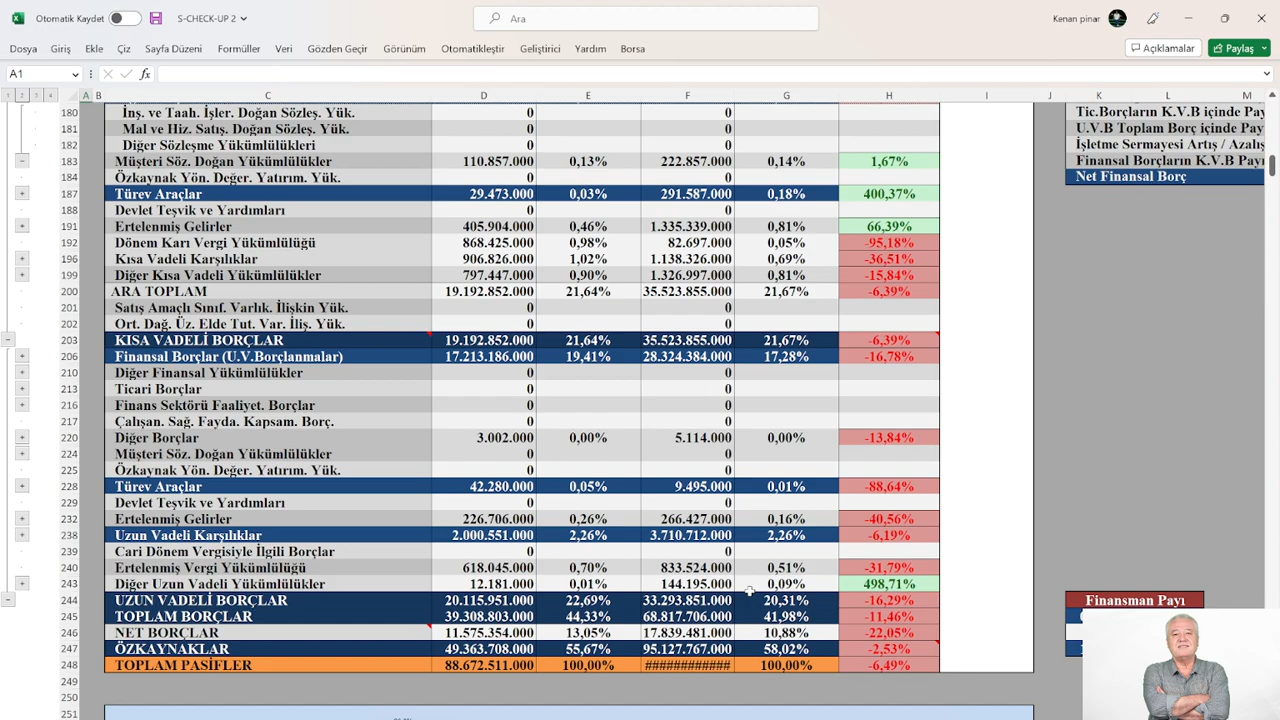 Otomatik Kaydet S-CHECK-UP 2 Ara Kenan pinar
Dosya Giriş Ekle Çiz Sayfa Düzeni Formüller Veri Gözden Geçir Görünüm Otomatikleştir Geliştirici Yardım Borsa Açıklamalar Paylaş
A1 fx
1 2 3 4 A B C D E F G H I J K L M
180 İnş. ve Taah. İşler. Doğan Sözleş. Yük. 0 0 Tic.Borçların K.V.B içinde Pay
181 Mal ve Hiz. Satış. Doğan Sözleş. Yük. 0 0 U.V.B Toplam Borç içinde Pay
182 Diğer Sözleşme Yükümlülükleri 0 0 İşletme Sermayesi Artış / Azalış
183 Müşteri Söz. Doğan Yükümlülükler 110.857.000 0,13% 222.857.000 0,14% 1,67% Finansal Borçların K.V.B Payı
184 Özkaynak Yön. Değer. Yatırım. Yük. 0 0 Net Finansal Borç
187 Türev Araçlar 29.473.000 0,03% 291.587.000 0,18% 400,37%
188 Devlet Teşvik ve Yardımları 0 0
191 Ertelenmiş Gelirler 405.904.000 0,46% 1.335.339.000 0,81% 66,39%
192 Dönem Karı Vergi Yükümlülüğü 868.425.000 0,98% 82.697.000 0,05% -95,18%
196 Kısa Vadeli Karşılıklar 906.826.000 1,02% 1.138.326.000 0,69% -36,51%
199 Diğer Kısa Vadeli Yükümlülükler 797.447.000 0,90% 1.326.997.000 0,81% -15,84%
200 ARA TOPLAM 19.192.852.000 21,64% 35.523.855.000 21,67% -6,39%
201 Satış Amaçlı Sınıf. Varlık. İlişkin Yük. 0 0
202 Ort. Dağ. Üz. Elde Tut. Var. İliş. Yük. 0 0
203 KISA VADELİ BORÇLAR 19.192.852.000 21,64% 35.523.855.000 21,67% -6,39%
206 Finansal Borçlar (U.V.Borçlanmalar) 17.213.186.000 19,41% 28.324.384.000 17,28% -16,78%
210 Diğer Finansal Yükümlülükler 0 0
213 Ticari Borçlar 0 0
216 Finans Sektörü Faaliyet. Borçlar 0 0
217 Çalışan. Sağ. Fayda. Kapsam. Borç. 0 0
220 Diğer Borçlar 3.002.000 0,00% 5.114.000 0,00% -13,84%
224 Müşteri Söz. Doğan Yükümlülükler 0 0
225 Özkaynak Yön. Değer. Yatırım. Yük. 0 0
228 Türev Araçlar 42.280.000 0,05% 9.495.000 0,01% -88,64%
229 Devlet Teşvik ve Yardımları 0 0
232 Ertelenmiş Gelirler 226.706.000 0,26% 266.427.000 0,16% -40,56%
238 Uzun Vadeli Karşılıklar 2.000.551.000 2,26% 3.710.712.000 2,26% -6,19%
239 Cari Dönem Vergisiyle İlgili Borçlar 0 0
240 Ertelenmiş Vergi Yükümlülüğü 618.045.000 0,70% 833.524.000 0,51% -31,79%
243 Diğer Uzun Vadeli Yükümlülükler 12.181.000 0,01% 144.195.000 0,09% 498,71%
244 UZUN VADELİ BORÇLAR 20.115.951.000 22,69% 33.293.851.000 20,31% -16,29% Finansman Payı
245 TOPLAM BORÇLAR 39.308.803.000 44,33% 68.817.706.000 41,98% -11,46%
246 NET BORÇLAR 11.575.354.000 13,05% 17.839.481.000 10,88% -22,05%
247 ÖZKAYNAKLAR 49.363.708.000 55,67% 95.127.767.000 58,02% -2,53%
248 TOPLAM PASİFLER 88.672.511.000 100,00% ############ 100,00% -6,49%
249
250
251